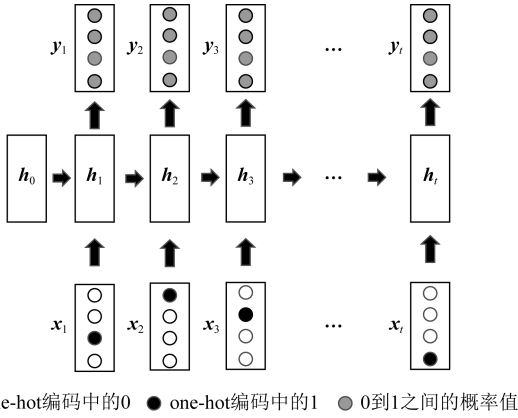 y₁ y₂ y₃ ... yₜ
h₀ h₁ h₂ h₃ ... hₜ
x₁ x₂ x₃ ... xₜ
e-hot编码中的0 one-hot编码中的1 0到1之间的概率值